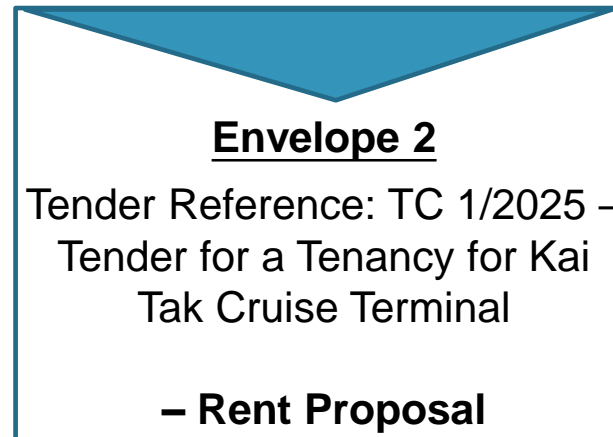 Envelope 2
Tender Reference: TC 1/2025 –
Tender for a Tenancy for Kai
Tak Cruise Terminal
– Rent Proposal